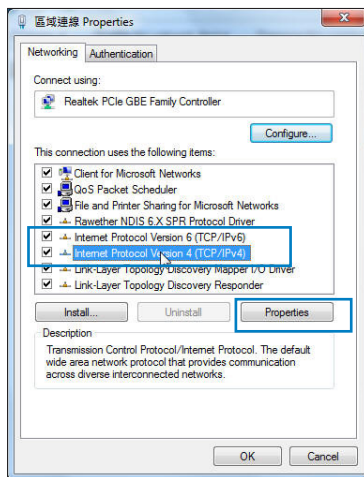 區域連線 Properties
Networking
Authentication
Connect using:
Realtek PCIe GBE Family Controller
Configure...
This connection uses the following items:
Client for Microsoft Networks
QoS Packet Scheduler
File and Printer Sharing for Microsoft Networks
Rawether NDIS 6.X SPR Protocol Driver
Internet Protocol Version 6 (TCP/IPv6)
Internet Protocol Version 4 (TCP/IPv4)
Link-Layer Topology Discovery Mapper I/O Driver
Link-Layer Topology Discovery Responder
Install...
Uninstall
Properties
Description
Transmission Control Protocol/Internet Protocol. The default
wide area network protocol that provides communication
across diverse interconnected networks.
OK
Cancel